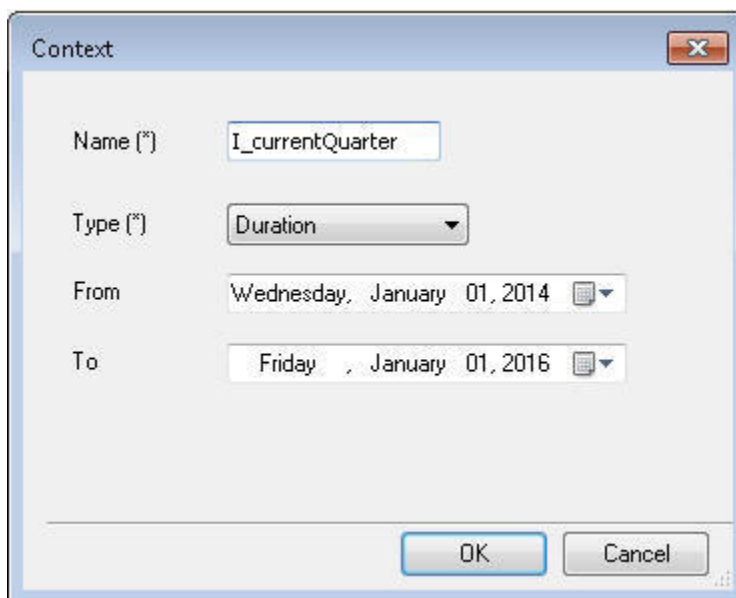 Context
Name (*) I_currentQuarter
Type (*) Duration
From Wednesday, January 01, 2014
To Friday , January 01, 2016
OK Cancel